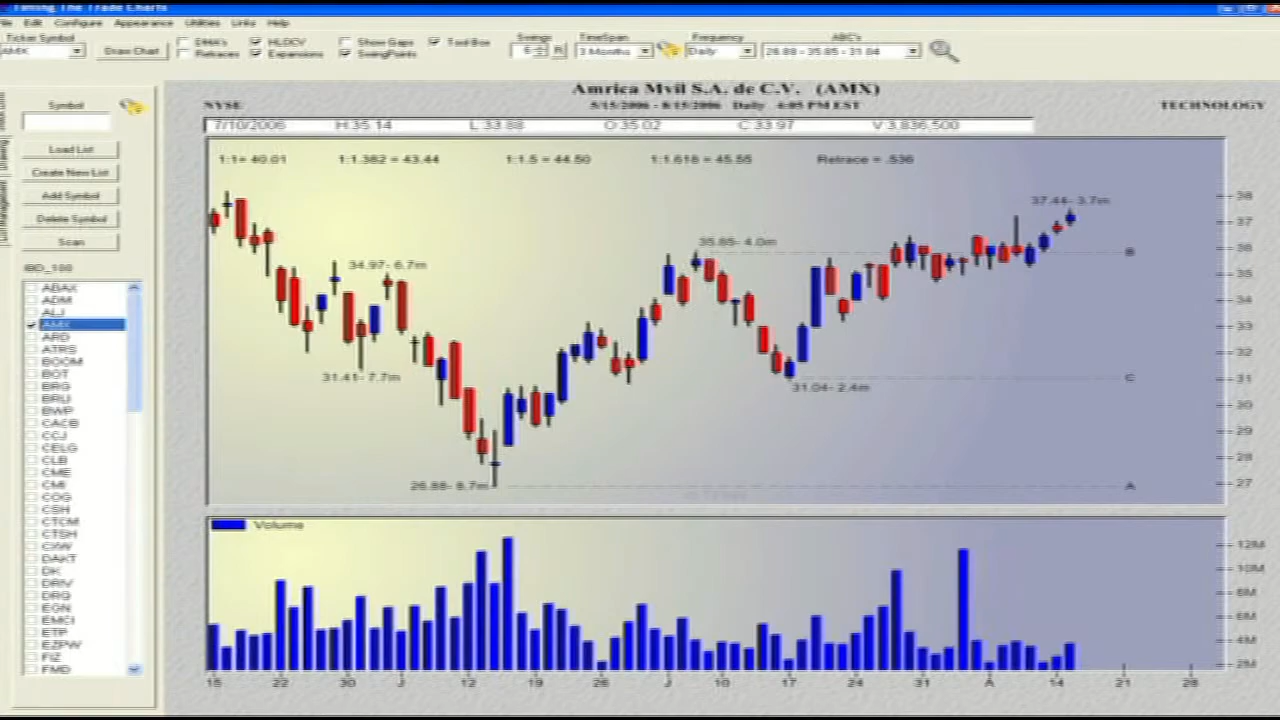 Timing The Trade Charts
File Edit Configure Appearance Utilities Links Help
Ticker Symbol
AMX
Draw Chart
DMA's
HLOCV
Show Gaps
Tool Box
Retraces
Expansions
SwingPoints
Swings
6
R
TimeSpan
3 Months
Frequency
Daily
ABC's
26.88 - 35.85 - 31.04
Symbol
Load List
Create New List
Add Symbol
Delete Symbol
Scan
IBD_100
ABAX
ADM
ALJ
AMX
ARD
ATRS
BOOM
BOT
BRG
BRLI
BWP
CACB
CCJ
CELG
CLB
CME
CMI
COG
CSH
CTCM
CTSH
CXW
DAKT
DK
DRIV
DRQ
EGN
EMCI
ETP
EZPW
FIZ
FMD
Amrica Mvil S.A. de C.V. (AMX)
NYSE
5/15/2006 - 8/15/2006 Daily 4:05 PM EST
TECHNOLOGY
7/10/2006 H:35.14 L:33.88 O:35.02 C:33.97 V:3,836,500
1:1= 40.01 1:1.382 = 43.44 1:1.5 = 44.50 1:1.618 = 45.55 Retrace = .536
37.44- 3.7m
35.85- 4.0m
34.97- 6.7m
31.41- 7.7m
31.04- 2.4m
26.88- 8.7m
B
C
A
38
37
36
35
34
33
32
31
30
29
28
27
Volume
12M
10M
8M
6M
4M
2M
15 22 30 J 12 19 26 J 10 17 24 31 A 14 21 28